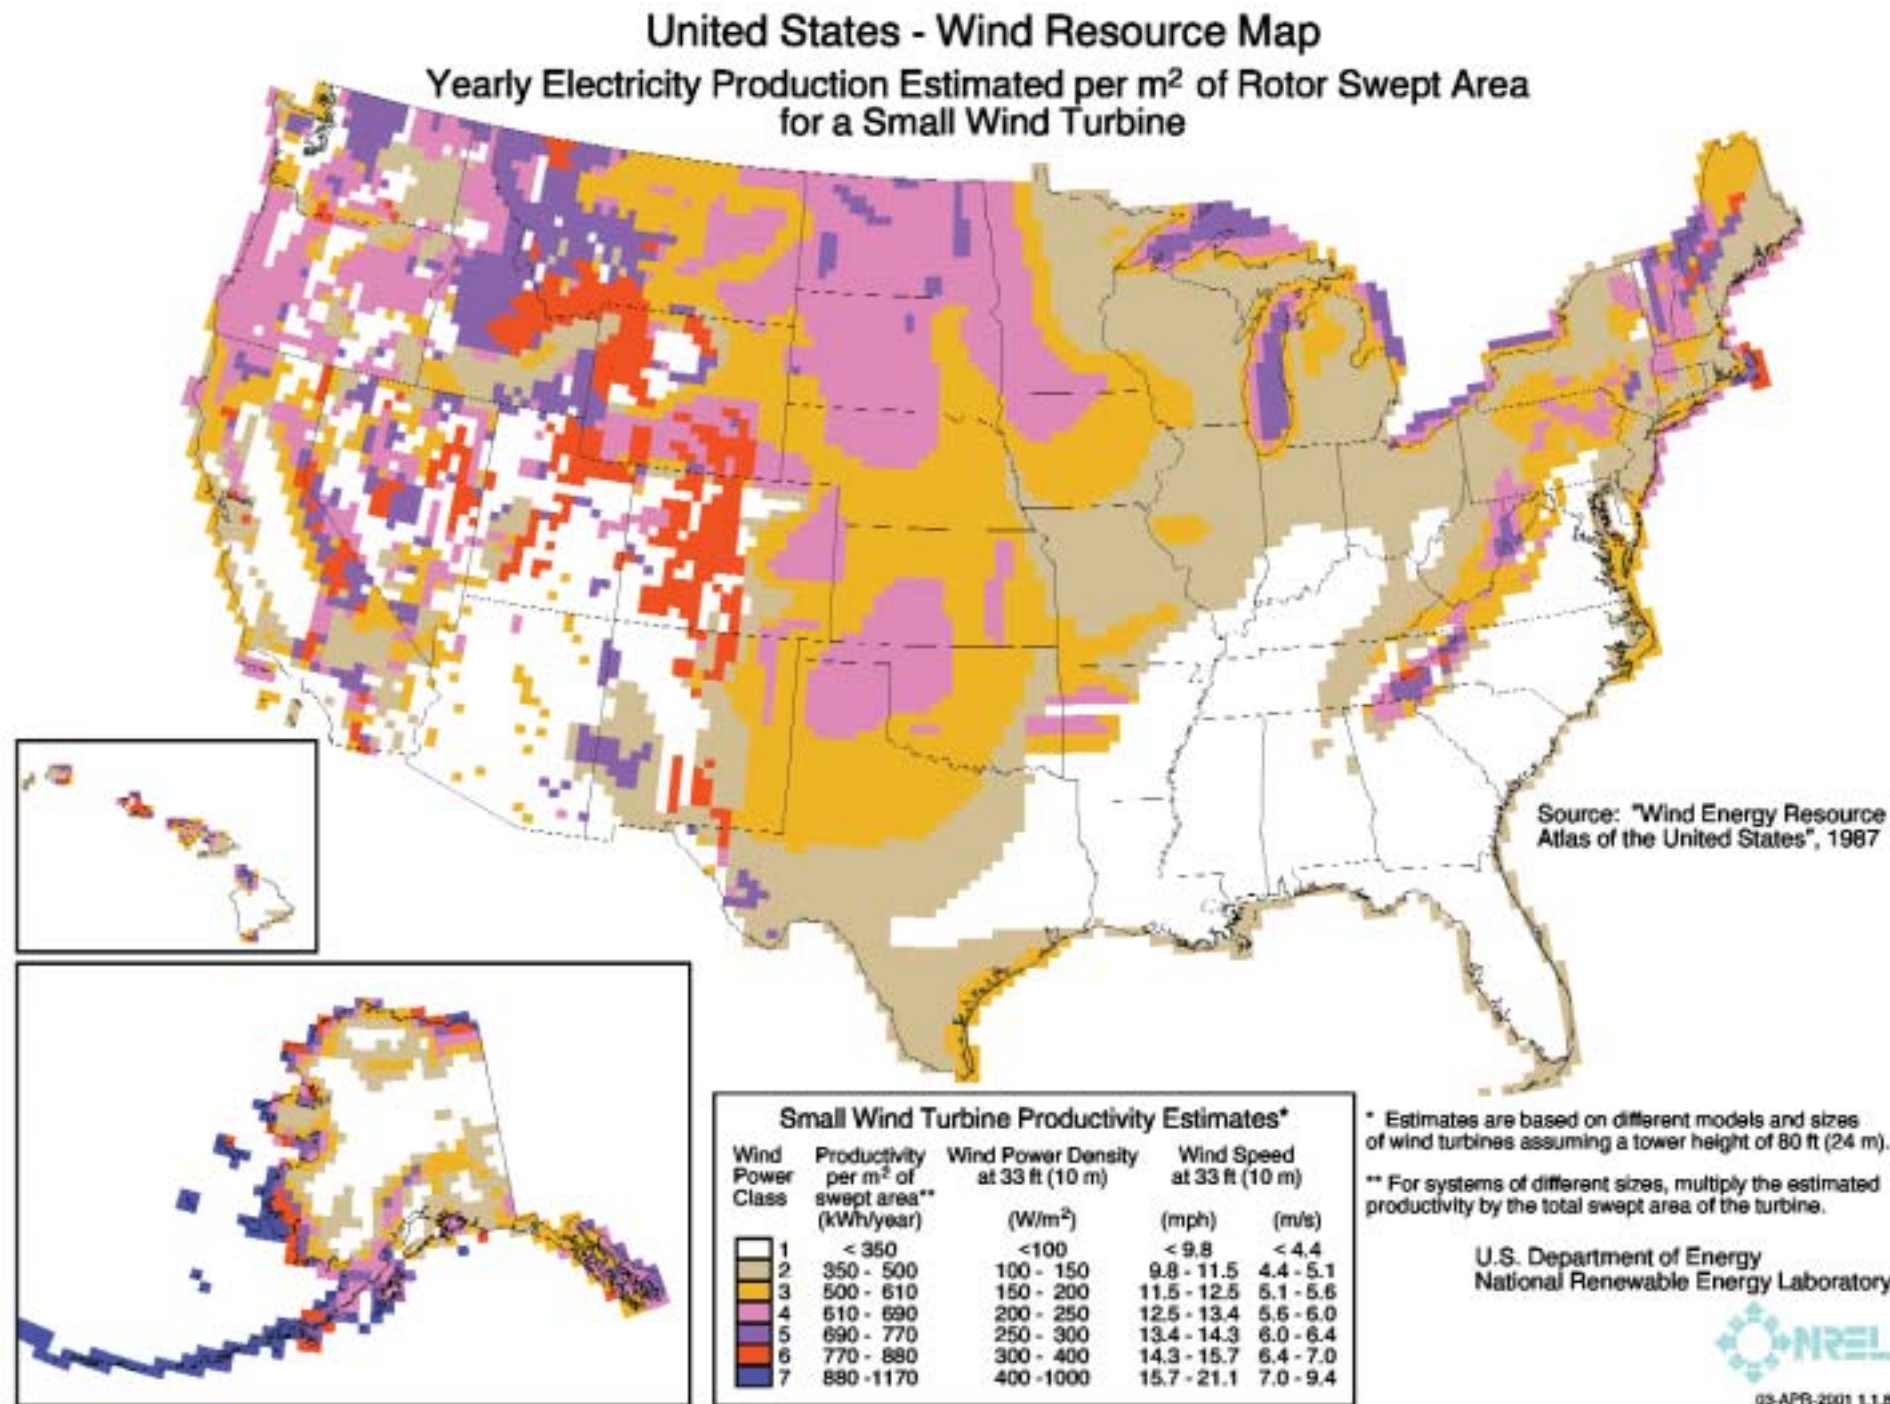 United States - Wind Resource Map
Yearly Electricity Production Estimated per m² of Rotor Swept Area
for a Small Wind Turbine
Source: "Wind Energy Resource
Atlas of the United States", 1987
Small Wind Turbine Productivity Estimates*
Wind Productivity Wind Power Density Wind Speed
Power per m² of at 33 ft (10 m) at 33 ft (10 m)
Class swept area**
(kWh/year) (W/m²) (mph) (m/s)
1 < 350 <100 < 9.8 < 4.4
2 350 - 500 100 - 150 9.8 - 11.5 4.4 - 5.1
3 500 - 610 150 - 200 11.5 - 12.5 5.1 - 5.6
4 610 - 690 200 - 250 12.5 - 13.4 5.6 - 6.0
5 690 - 770 250 - 300 13.4 - 14.3 6.0 - 6.4
6 770 - 880 300 - 400 14.3 - 15.7 6.4 - 7.0
7 880 -1170 400 -1000 15.7 - 21.1 7.0 - 9.4
* Estimates are based on different models and sizes
of wind turbines assuming a tower height of 80 ft (24 m).
** For systems of different sizes, multiply the estimated
productivity by the total swept area of the turbine.
U.S. Department of Energy
National Renewable Energy Laboratory
NREL
03-APR-2001 1.1.8